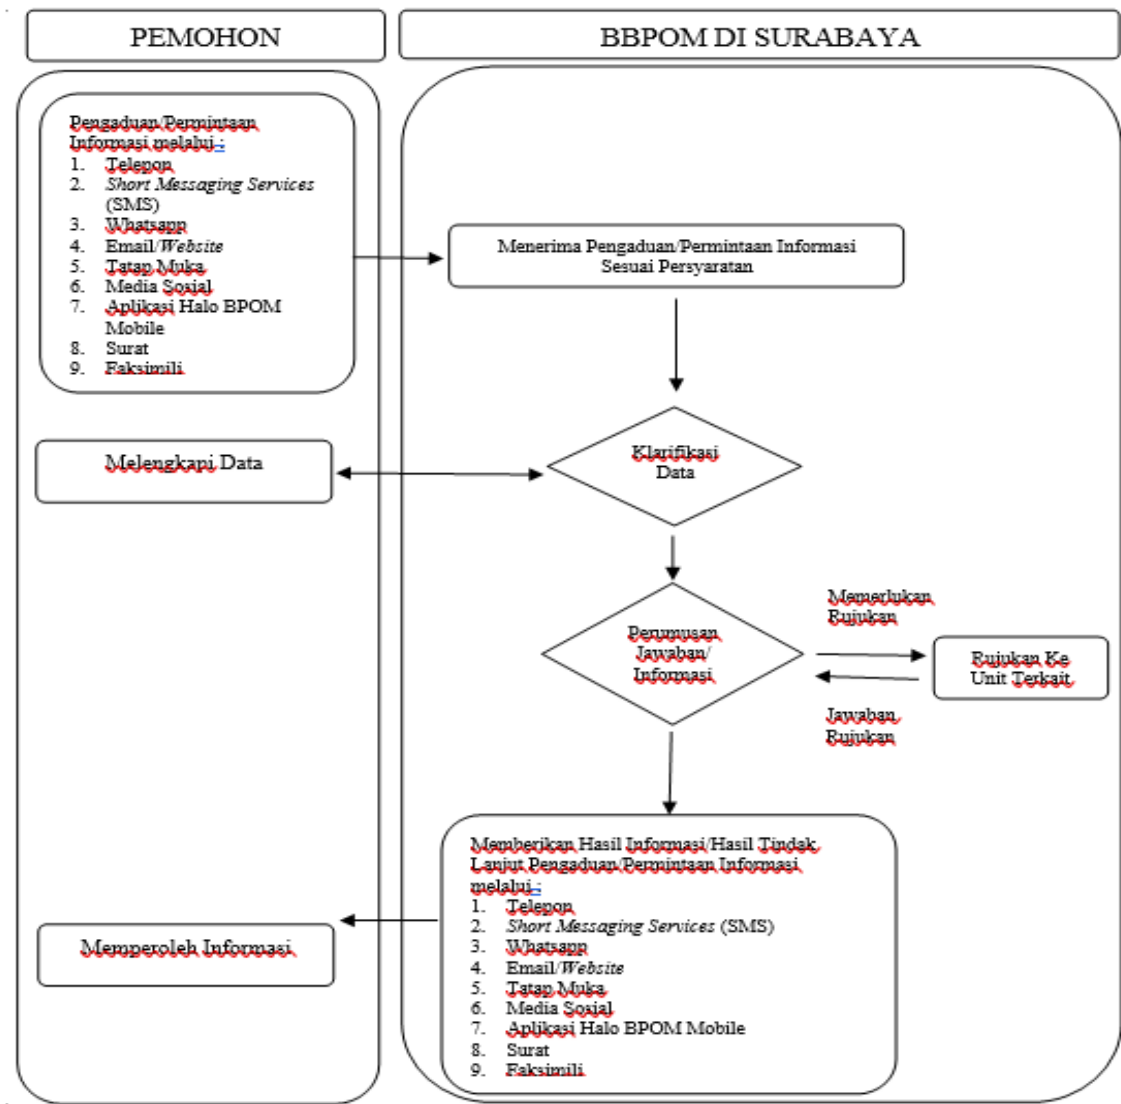 PEMOHON
BBPOM DI SURABAYA
Pengaduan/Permintaan
Informasi melalui :
1. Telepon
2. Short Messaging Services
(SMS)
3. Whatsapp
4. Email/Website
5. Tatap Muka
6. Media Sosial
7. Aplikasi Halo BPOM
Mobile
8. Surat
9. Faksimili
Menerima Pengaduan/Permintaan Informasi
Sesuai Persyaratan
Melengkapi Data
Klarifikasi
Data
Perumusan
Jawaban/
Informasi
Memerlukan
Rujukan
Rujukan Ke
Unit Terkait
Jawaban
Rujukan
Memberikan Hasil Informasi/Hasil Tindak
Lanjut Pengaduan/Permintaan Informasi
melalui :
1. Telepon
2. Short Messaging Services (SMS)
3. Whatsapp
4. Email/Website
5. Tatap Muka
6. Media Sosial
7. Aplikasi Halo BPOM Mobile
8. Surat
9. Faksimili
Memperoleh Informasi